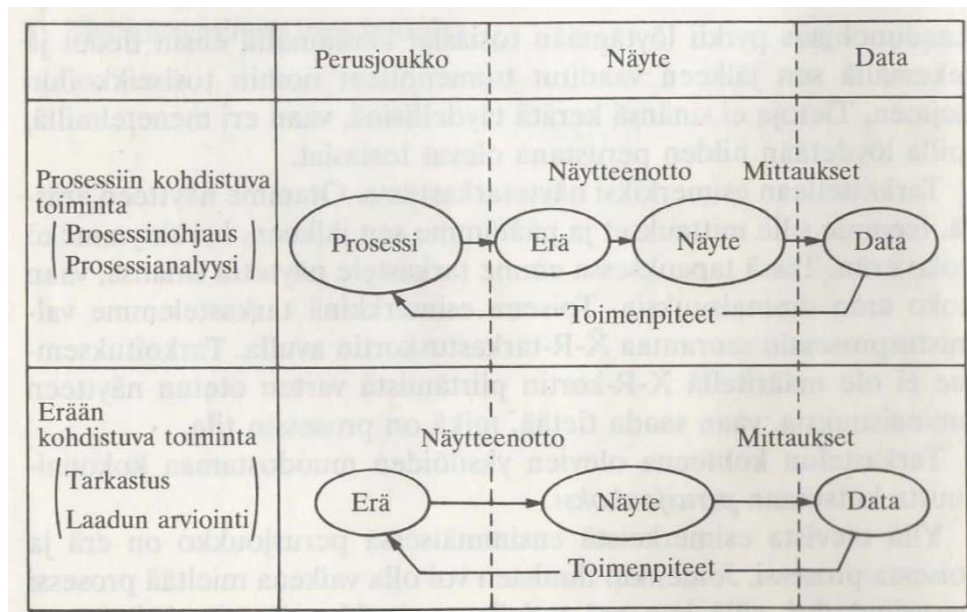 Perusjoukko Näyte Data
Näytteenotto Mittaukset
Prosessiin kohdistuva
toiminta
Prosessinohjaus
Prosessianalyysi
Prosessi Erä Näyte Data
Toimenpiteet
Erään
kohdistuva toiminta
Tarkastus
Laadun arviointi
Näytteenotto Mittaukset
Erä Näyte Data
Toimenpiteet